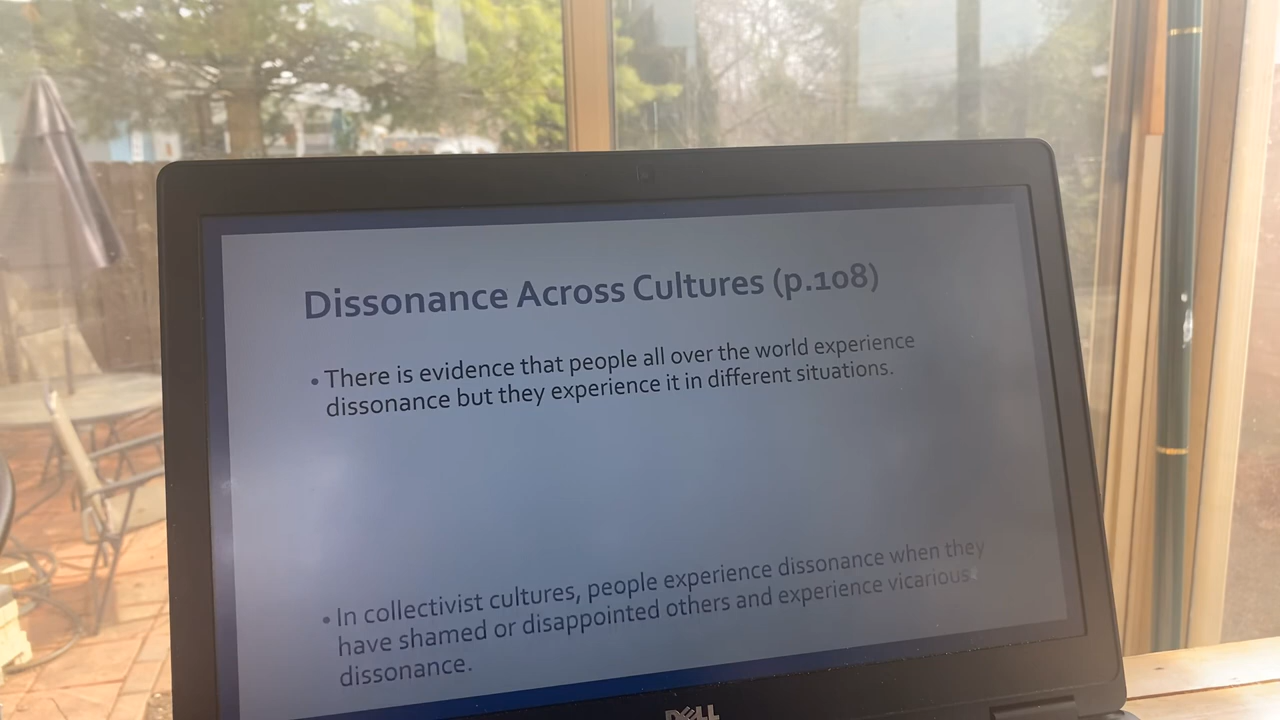 Dissonance Across Cultures (p.108)
• There is evidence that people all over the world experience
dissonance but they experience it in different situations.
• In collectivist cultures, people experience dissonance when they
have shamed or disappointed others and experience vicarious
dissonance.
DELL